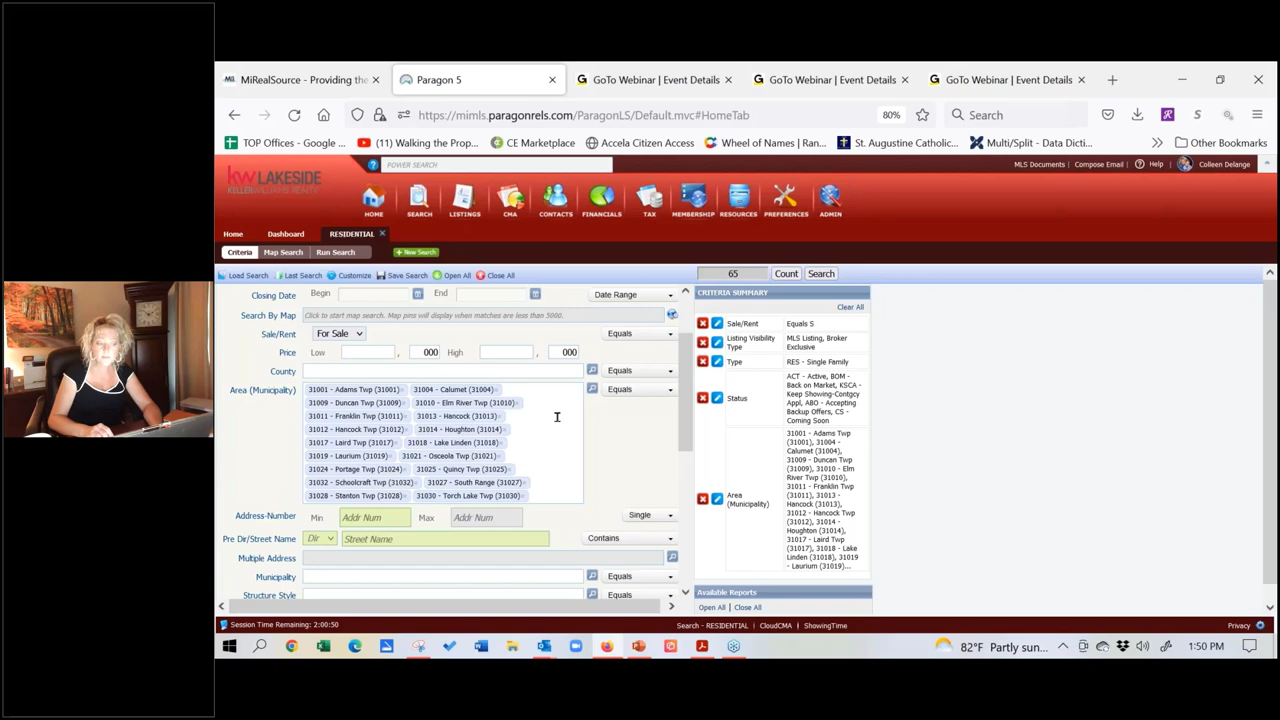 MiRealSource - Providing the
Paragon 5
GoTo Webinar | Event Details
GoTo Webinar | Event Details
GoTo Webinar | Event Details
https://mimls.paragonrels.com/ParagonLS/Default.mvc#HomeTab
80%
Search
TOP Offices - Google ...
(11) Walking the Prop...
CE Marketplace
Accela Citizen Access
Wheel of Names | Ran...
St. Augustine Catholic...
Multi/Split - Data Dicti...
Other Bookmarks
POWER SEARCH
MLS Documents
Compose Email
Help
Colleen Delange
kw LAKESIDE
KELLERWILLIAMS REALTY
HOME
SEARCH
LISTINGS
CMA
CONTACTS
FINANCIALS
TAX
MEMBERSHIP
RESOURCES
PREFERENCES
ADMIN
Home
Dashboard
RESIDENTIAL
Criteria
Map Search
Run Search
New Search
Load Search
Last Search
Customize
Save Search
Open All
Close All
65
Count
Search
Closing Date
Begin
End
Date Range
Search By Map
Click to start map search. Map pins will display when matches are less than 5000.
Sale/Rent
For Sale
Equals
Price
Low
,
000
High
,
000
County
Equals
Area (Municipality)
31001 - Adams Twp (31001)
31004 - Calumet (31004)
Equals
31009 - Duncan Twp (31009)
31010 - Elm River Twp (31010)
31011 - Franklin Twp (31011)
31013 - Hancock (31013)
31012 - Hancock Twp (31012)
31014 - Houghton (31014)
31017 - Laird Twp (31017)
31018 - Lake Linden (31018)
31019 - Laurium (31019)
31021 - Osceola Twp (31021)
31024 - Portage Twp (31024)
31025 - Quincy Twp (31025)
31032 - Schoolcraft Twp (31032)
31027 - South Range (31027)
31028 - Stanton Twp (31028)
31030 - Torch Lake Twp (31030)
Address-Number
Min
Addr Num
Max
Addr Num
Single
Pre Dir/Street Name
Dir
Street Name
Contains
Multiple Address
Municipality
Equals
Structure Style
Equals
CRITERIA SUMMARY
Clear All
Sale/Rent
Equals S
Listing Visibility
Type
MLS Listing, Broker
Exclusive
Type
RES - Single Family
Status
ACT - Active, BOM -
Back on Market, KSCA -
Keep Showing-Contgcy
Appl, ABO -
Accepting
Backup Offers, CS -
Coming Soon
Area
(Municipality)
31001 - Adams Twp
(31001), 31004 -
Calumet (31004),
31009 - Duncan Twp
(31009), 31010 - Elm
River Twp (31010),
31011 - Franklin Twp
(31011), 31013 -
Hancock (31013),
31012 - Hancock Twp
(31012), 31014 -
Houghton (31014),
31017 - Laird Twp
(31017), 31018 - Lake
Linden (31018), 31019
- Laurium (31019)...
Available Reports
Open All
Close All
Session Time Remaining: 2:00:50
Search - RESIDENTIAL
CloudCMA
ShowingTime
Privacy
82°F Partly sun...
1:50 PM